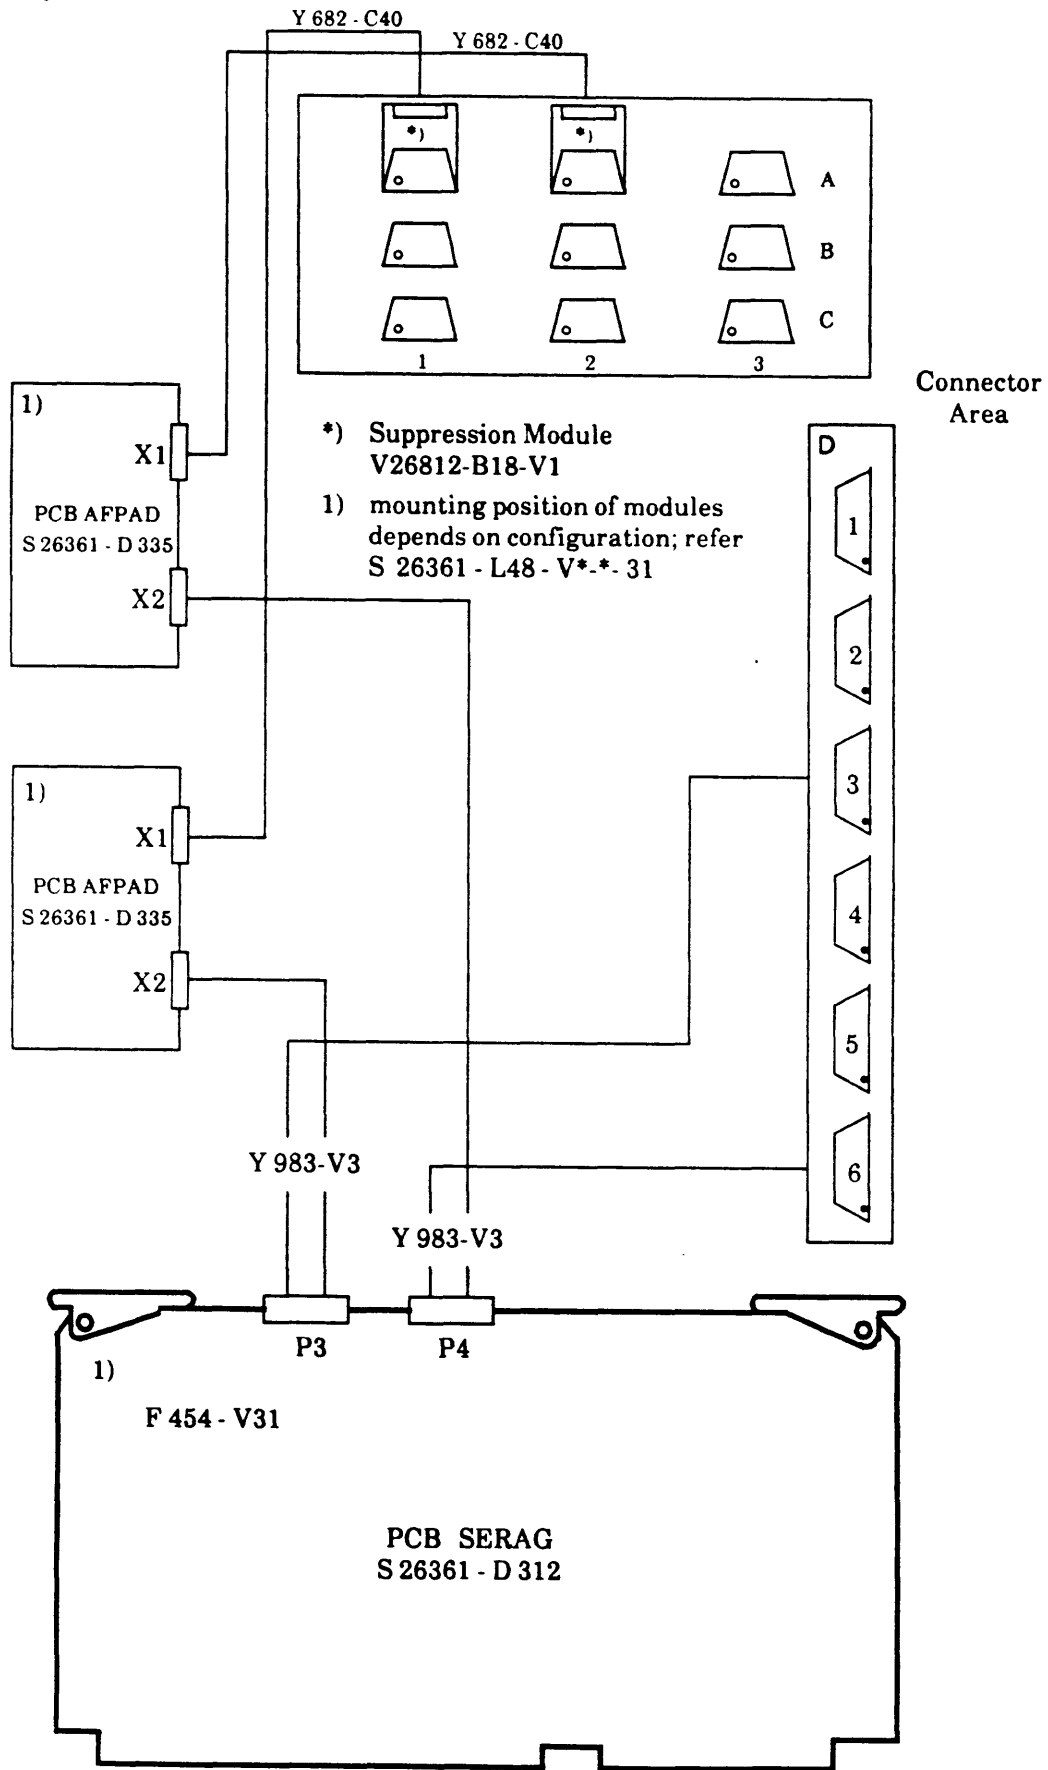 Y 682 - C40
Y 682 - C40
*)
*)
A
B
C
1
2
3
Connector
Area
1)
X1
PCB AFPAD
S 26361 - D 335
X2
*) Suppression Module
V26812-B18-V1
1) mounting position of modules
depends on configuration; refer
S 26361 - L48 - V*-*- 31
D
1
2
3
4
5
6
1)
X1
PCB AFPAD
S 26361 - D 335
X2
Y 983-V3
Y 983-V3
P3
P4
1)
F 454 - V31
PCB SERAG
S 26361 - D 312